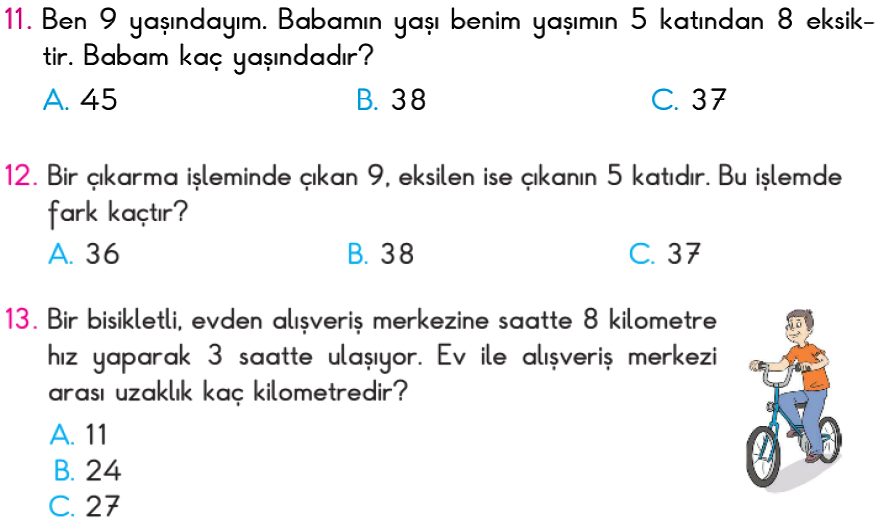 11. Ben 9 yaşındayım. Babamın yaşı benim yaşımın 5 katından 8 eksik-
tir. Babam kaç yaşındadır?
A. 45 B. 38 C. 37
12. Bir çıkarma işleminde çıkan 9, eksilen ise çıkanın 5 katıdır. Bu işlemde
fark kaçtır?
A. 36 B. 38 C. 37
13. Bir bisikletli, evden alışveriş merkezine saatte 8 kilometre
hız yaparak 3 saatte ulaşıyor. Ev ile alışveriş merkezi
arası uzaklık kaç kilometredir?
A. 11
B. 24
C. 27